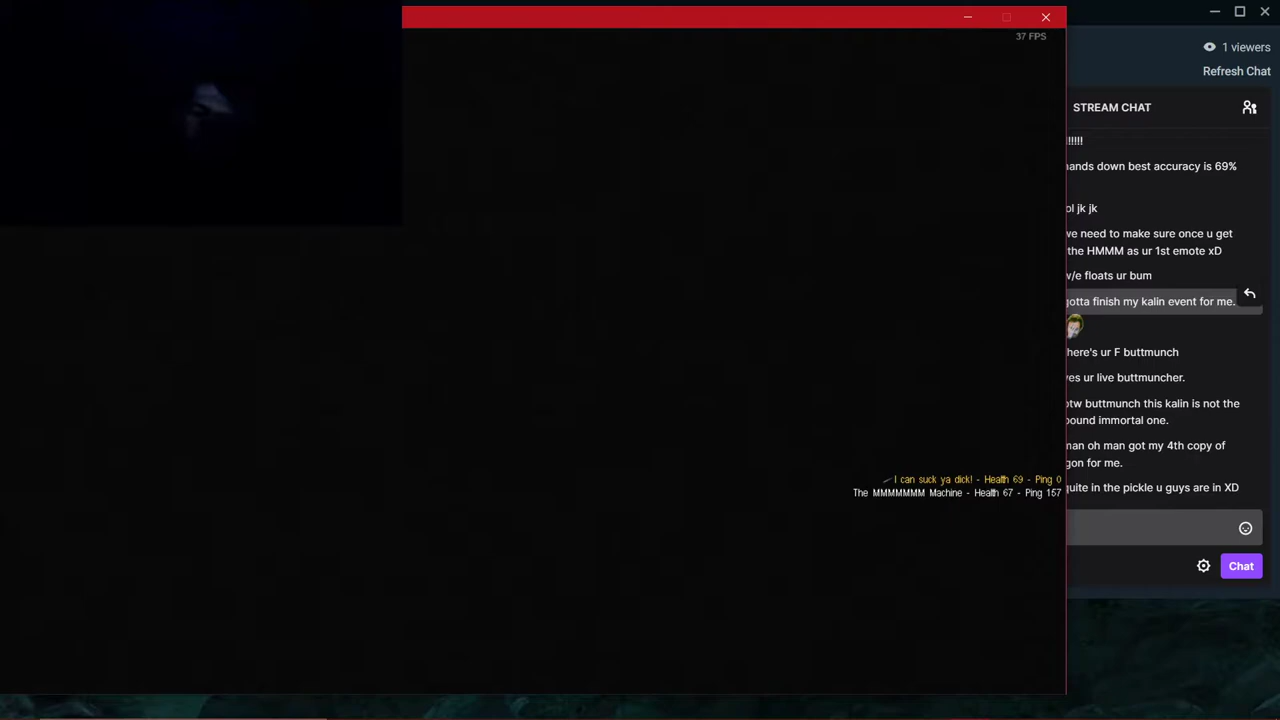 37 FPS
1 viewers
Refresh Chat
STREAM CHAT
!!!!!!
hands down best accuracy is 69%
ol jk jk
we need to make sure once u get
the HMMM as ur 1st emote xD
w/e floats ur bum
gotta finish my kalin event for me.
here's ur F buttmunch
yes ur live buttmuncher.
btw buttmunch this kalin is not the
bound immortal one.
man oh man got my 4th copy of
gon for me.
quite in the pickle u guys are in XD
I can suck ya dick! - Health 69 - Ping 0
The MMMMMMM Machine - Health 67 - Ping 157
Chat